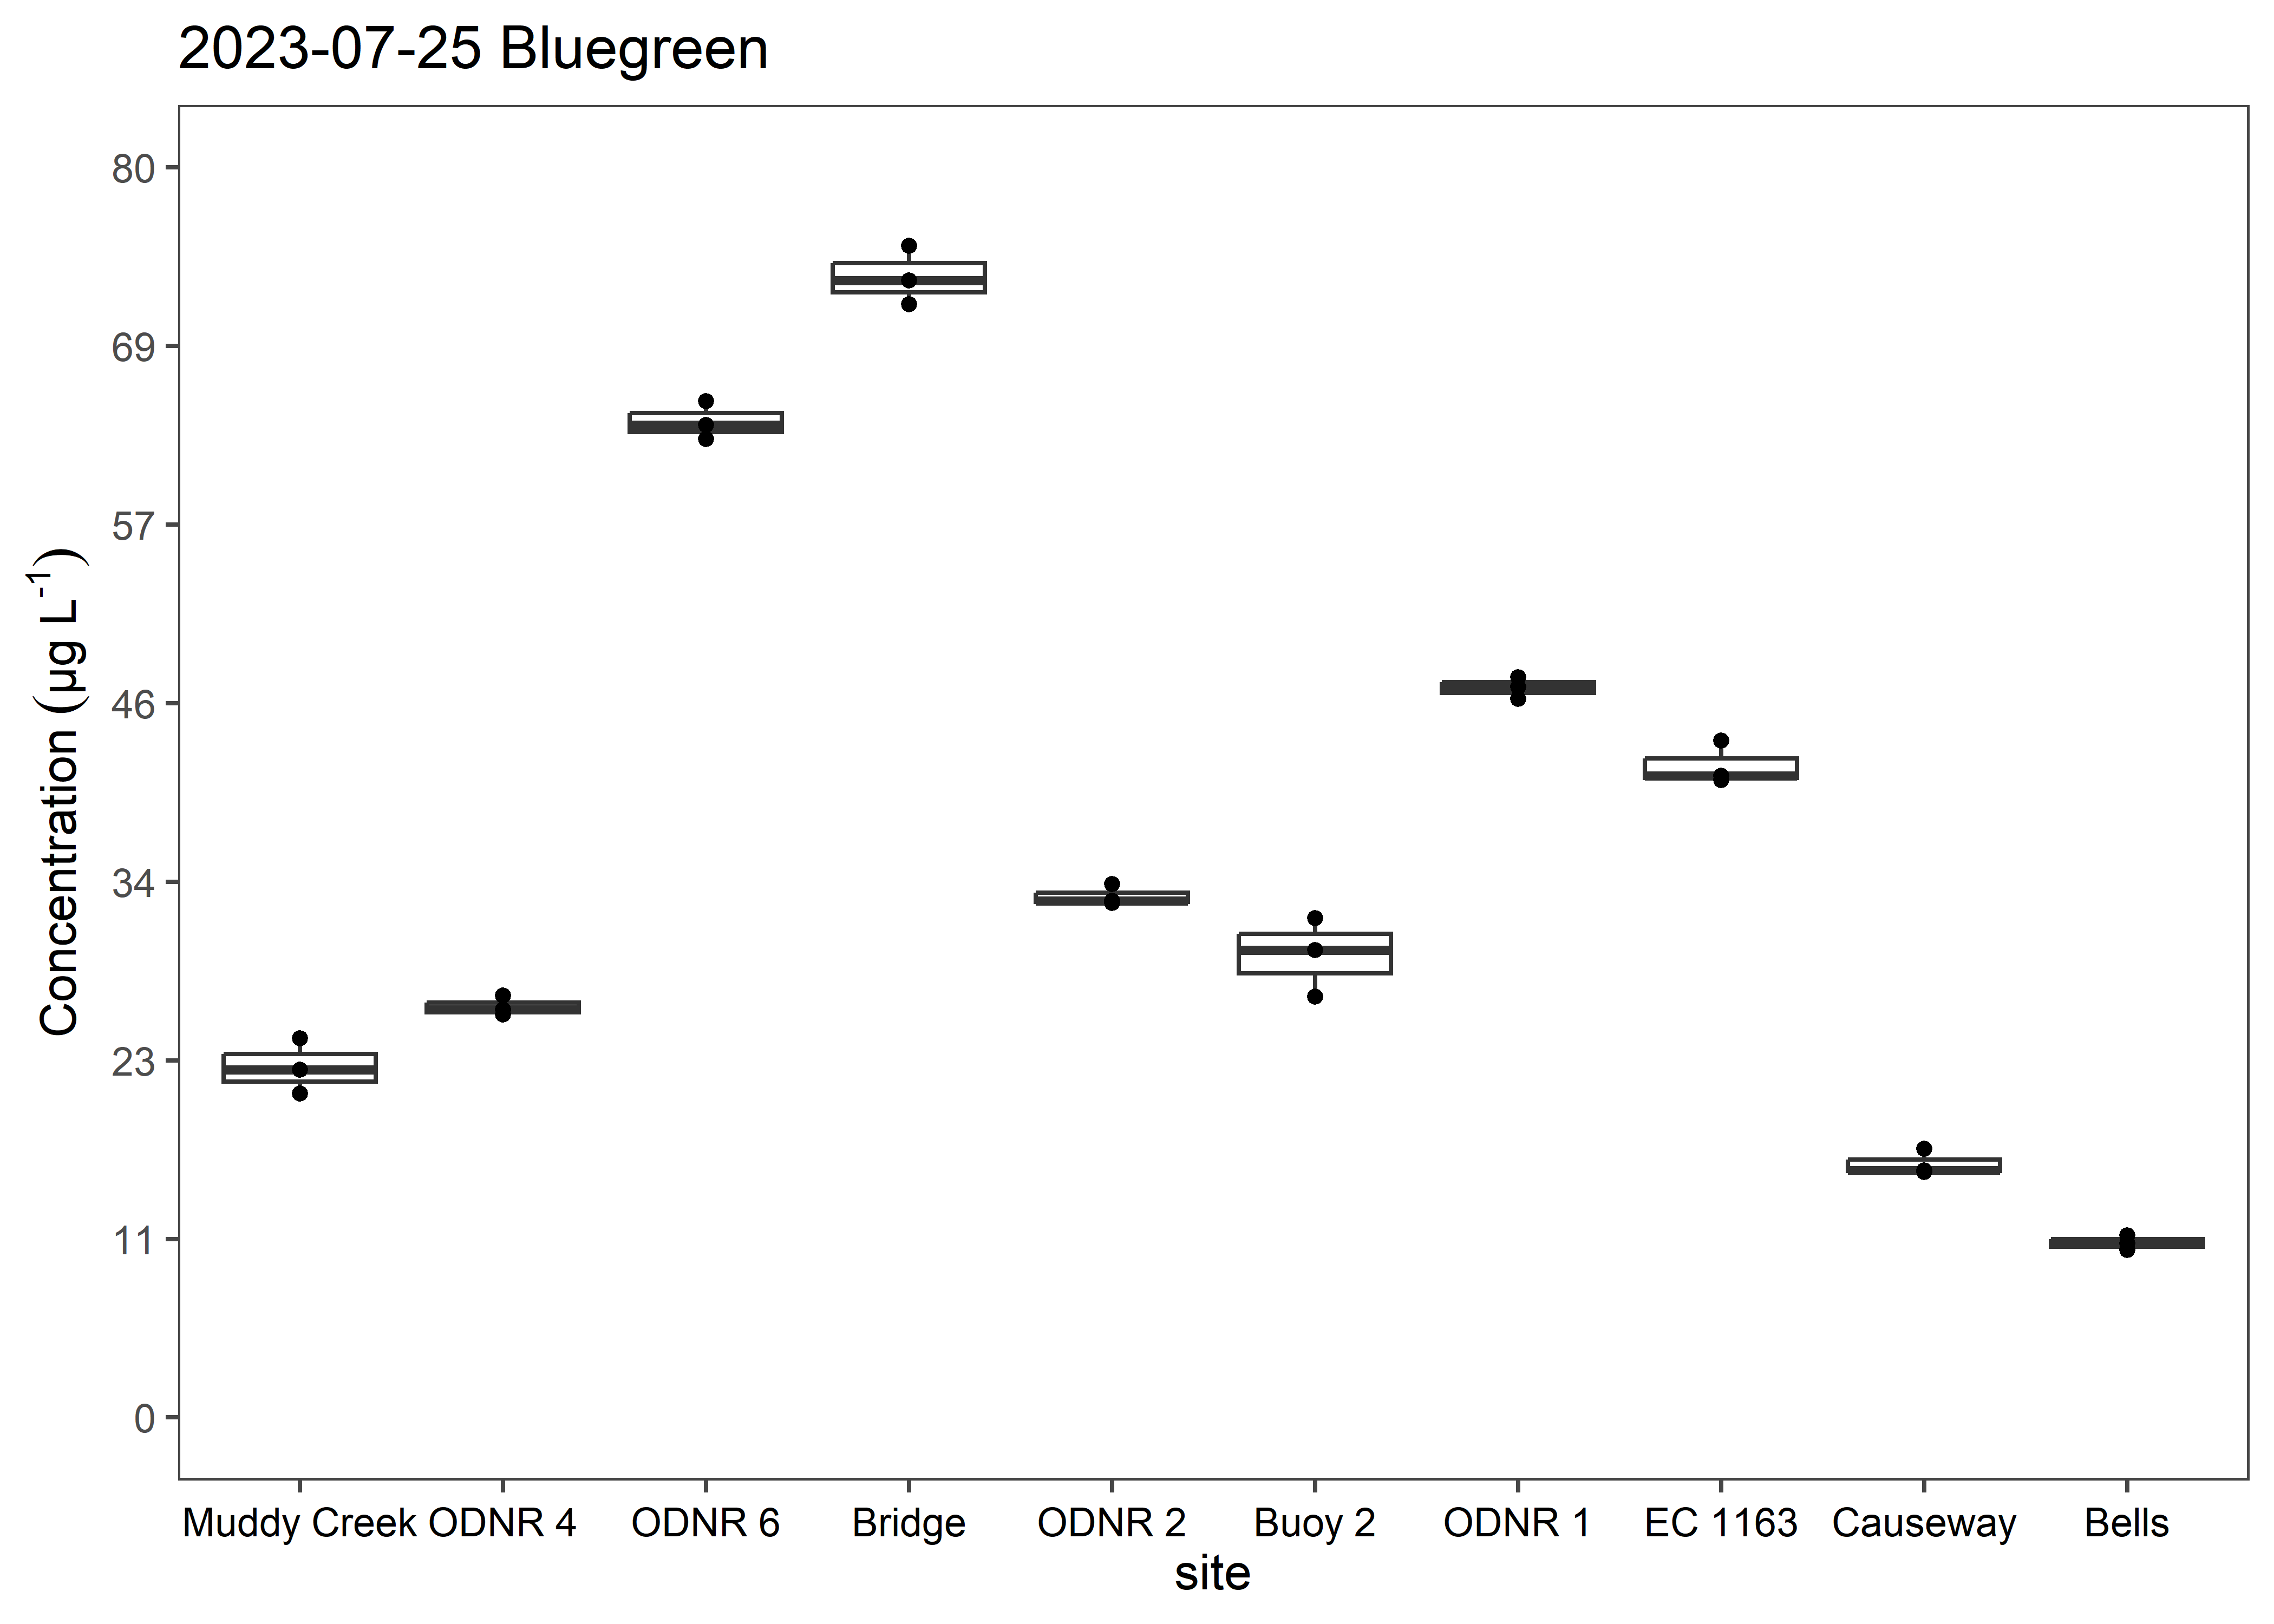 2023-07-25 Bluegreen
80
69
57
46
34
23
11
0
Concentration (µg L⁻¹)
Muddy Creek ODNR 4 ODNR 6 Bridge ODNR 2 Buoy 2 ODNR 1 EC 1163 Causeway Bells
site